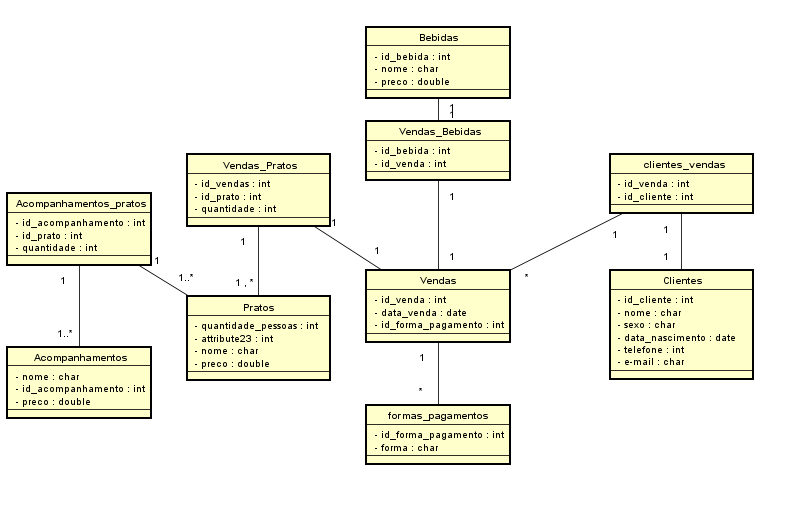 Bebidas
- id_bebida : int
- nome : char
- preco : double
1
1
Vendas_Bebidas
- id_bebida : int
- id_venda : int
1
1
Vendas_Pratos
- id_vendas : int
- id_prato : int
- quantidade : int
1
1
1
1 , *
clientes_vendas
- id_venda : int
- id_cliente : int
1
*
1
1
Acompanhamentos_pratos
- id_acompanhamento : int
- id_prato : int
- quantidade : int
1
1..*
1
1..*
Vendas
- id_venda : int
- data_venda : date
- id_forma_pagamento : int
1
*
Clientes
- id_cliente : int
- nome : char
- sexo : char
- data_nascimento : date
- telefone : int
- e-mail : char
Pratos
- quantidade_pessoas : int
- attribute23 : int
- nome : char
- preco : double
Acompanhamentos
- nome : char
- id_acompanhamento : int
- preco : double
formas_pagamentos
- id_forma_pagamento : int
- forma : char